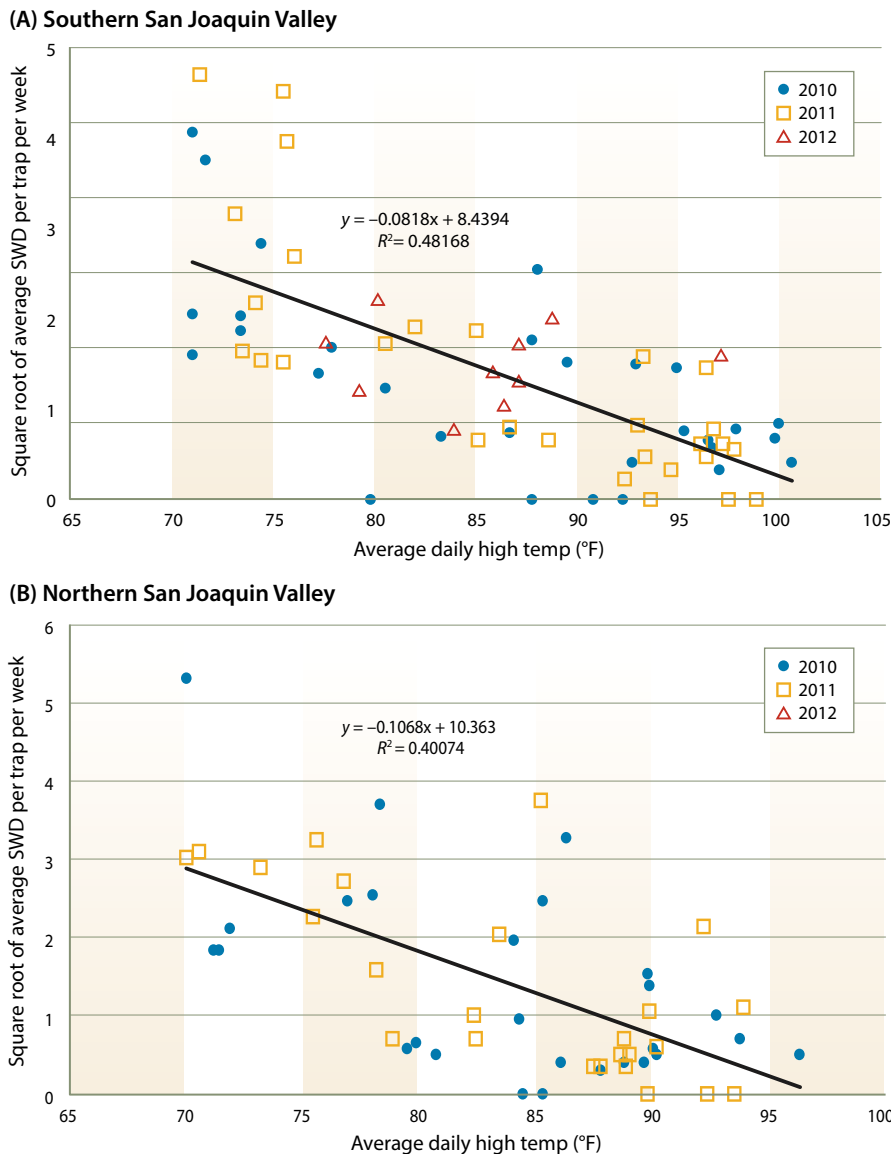 (A) Southern San Joaquin Valley
5
4
3
2
1
0
Square root of average SWD per trap per week
2010
2011
2012
y = –0.0818x + 8.4394
R² = 0.48168
65 70 75 80 85 90 95 100 105
Average daily high temp (°F)
(B) Northern San Joaquin Valley
6
5
4
3
2
1
0
Square root of average SWD per trap per week
2010
2011
2012
y = –0.1068x + 10.363
R² = 0.40074
65 70 75 80 85 90 95 100
Average daily high temp (°F)